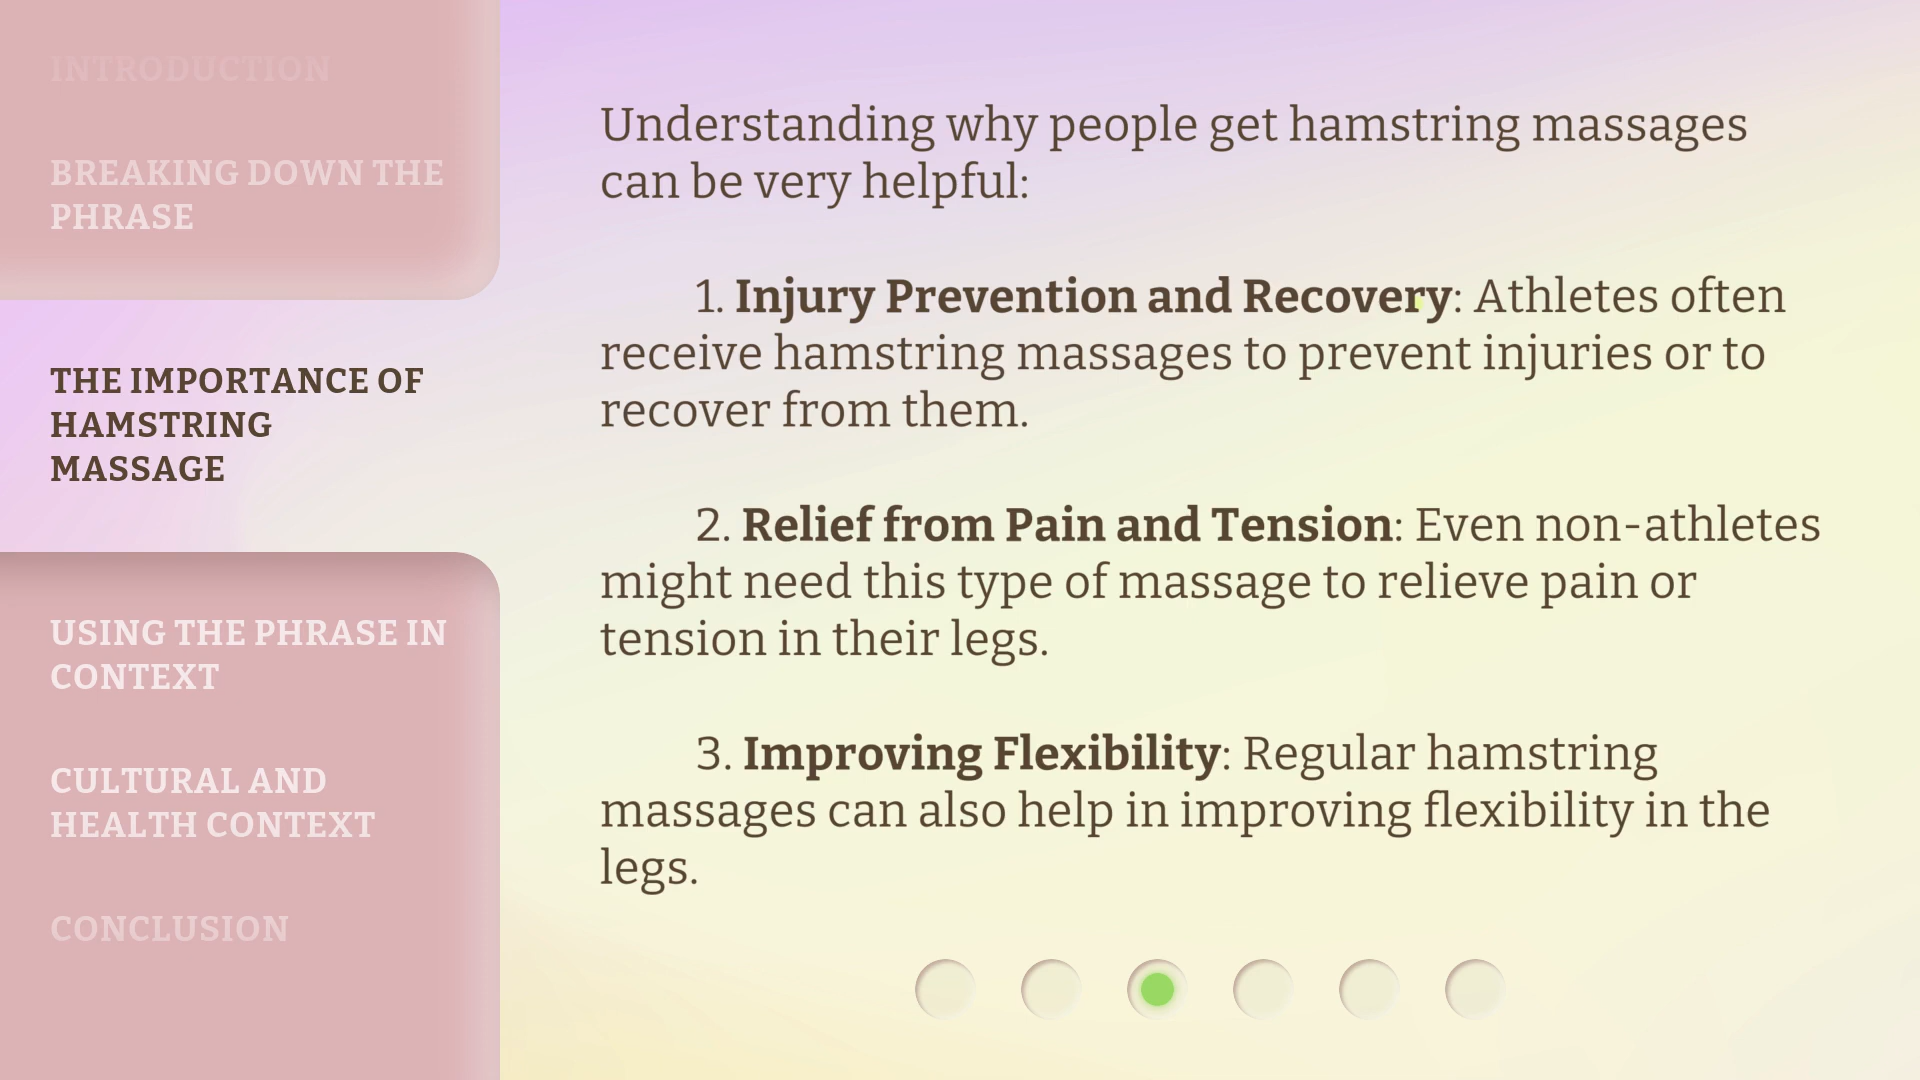 INTRODUCTION
BREAKING DOWN THE
PHRASE
THE IMPORTANCE OF
HAMSTRING
MASSAGE
USING THE PHRASE IN
CONTEXT
CULTURAL AND
HEALTH CONTEXT
CONCLUSION
Understanding why people get hamstring massages
can be very helpful:
1. Injury Prevention and Recovery: Athletes often
receive hamstring massages to prevent injuries or to
recover from them.
2. Relief from Pain and Tension: Even non-athletes
might need this type of massage to relieve pain or
tension in their legs.
3. Improving Flexibility: Regular hamstring
massages can also help in improving flexibility in the
legs.